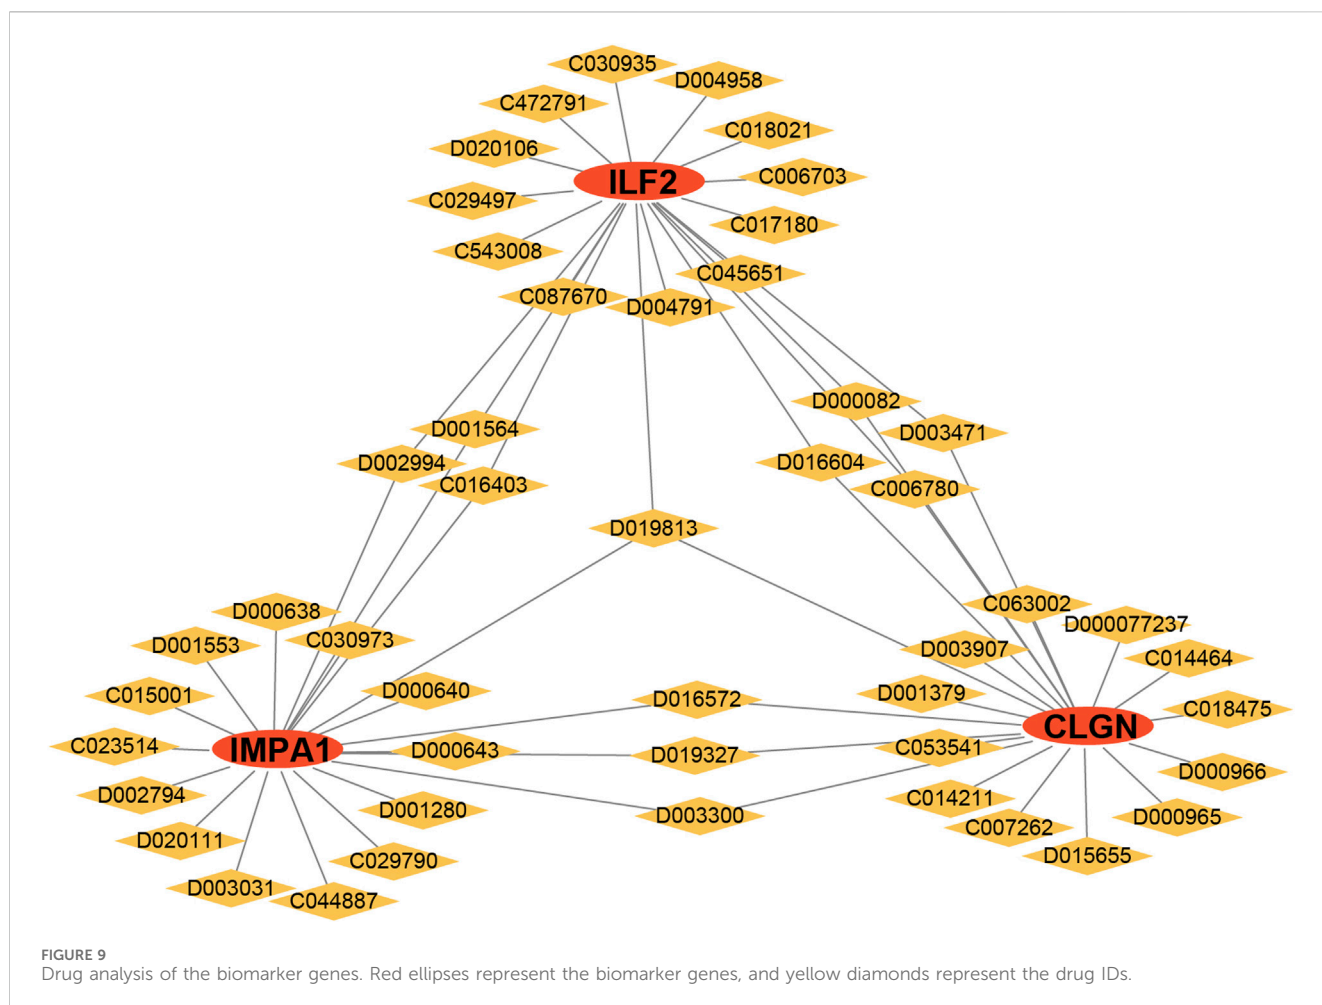 C030935
D004958
C472791
C018021
D020106
C006703
ILF2
C029497
C017180
C543008
C045651
C087670
D004791
D000082
D001564
D003471
D002994
D016604
C016403
C006780
D019813
C063002
D000638
D000077237
C030973
D001553
D003907
C014464
D000640
D001379
C015001
D016572
C018475
CLGN
C023514
IMPA1
D000643
D019327
C053541
D000966
D002794
C014211
D001280
D003300
D000965
C007262
D020111
D015655
C029790
D003031
C044887
FIGURE 9
Drug analysis of the biomarker genes. Red ellipses represent the biomarker genes, and yellow diamonds represent the drug IDs.